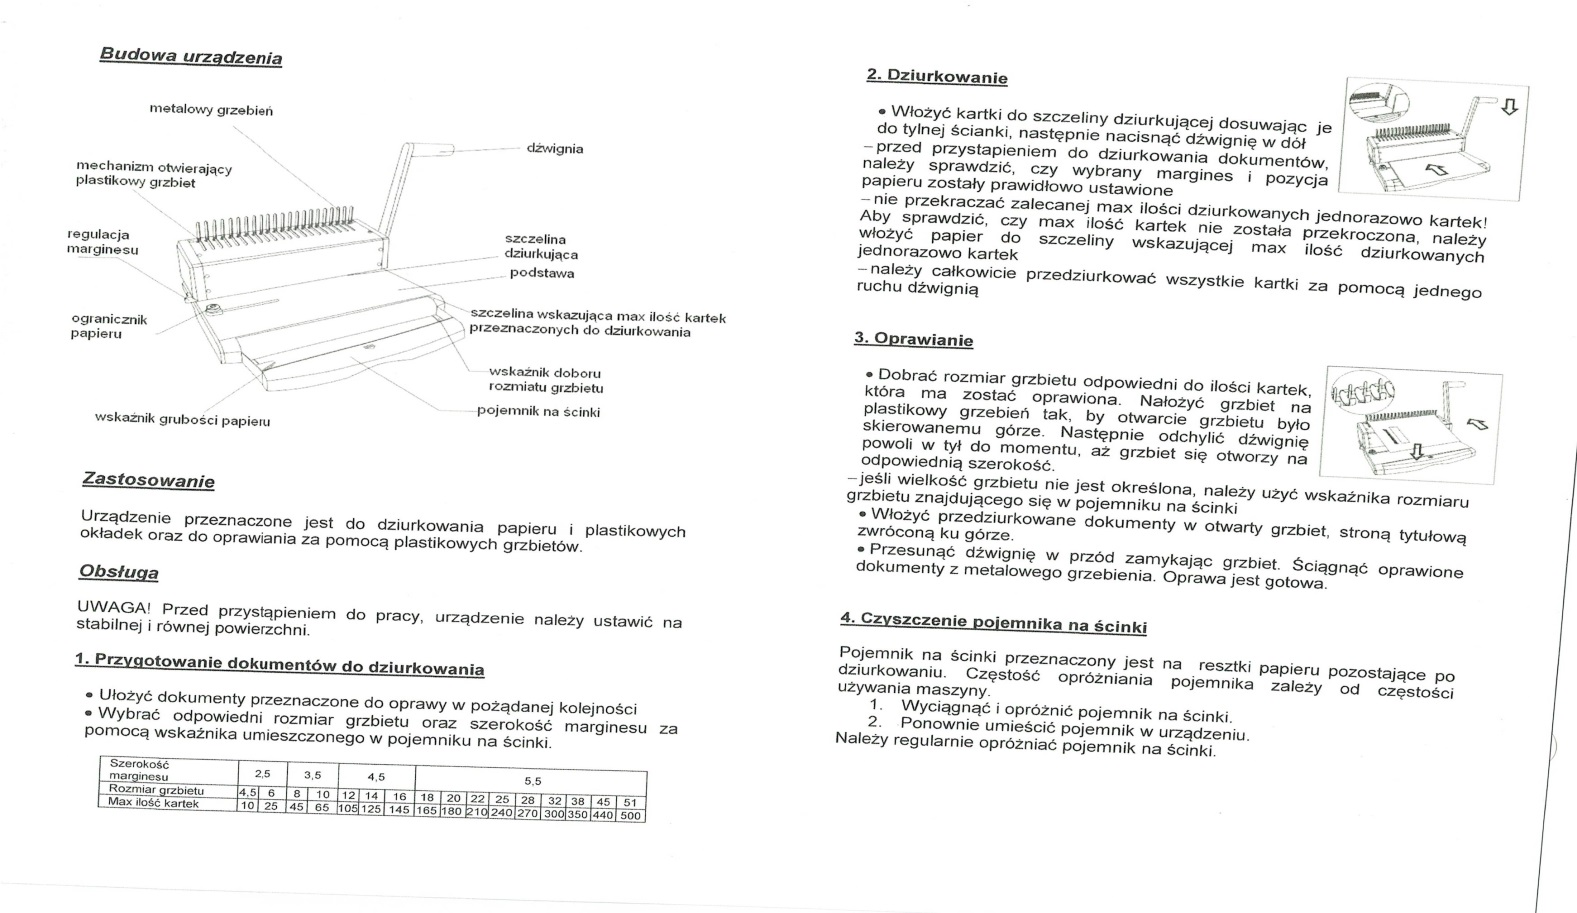 Budowa urządzenia
metalowy grzebień
dźwignia
mechanizm otwierający
plastikowy grzbiet
regulacja
marginesu
szczelina
dziurkująca
podstawa
ogranicznik
papieru
szczelina wskazująca max ilość kartek
przeznaczonych do dziurkowania
wskaźnik doboru
rozmiatu grzbietu
pojemnik na ścinki
wskaźnik grubości papieru
Zastosowanie
Urządzenie przeznaczone jest do dziurkowania papieru i plastikowych
okładek oraz do oprawiania za pomocą plastikowych grzbietów.
Obsługa
UWAGA! Przed przystąpieniem do pracy, urządzenie należy ustawić na
stabilnej i równej powierzchni.
1. Przygotowanie dokumentów do dziurkowania
• Ułożyć dokumenty przeznaczone do oprawy w pożądanej kolejności
• Wybrać odpowiedni rozmiar grzbietu oraz szerokość marginesu za
pomocą wskaźnika umieszczonego w pojemniku na ścinki.
Szerokość
marginesu 2,5 3,5 4,5 5,5
Rozmiar grzbietu 4,5 6 8 10 12 14 16 18 20 22 25 28 32 38 45 51
Max ilość kartek 10 25 45 65 105 125 145 165 180 210 240 270 300 350 440 500
2. Dziurkowanie
• Włożyć kartki do szczeliny dziurkującej dosuwając je
do tylnej ścianki, następnie nacisnąć dźwignię w dół
– przed przystapieniem do dziurkowania dokumentów,
należy sprawdzić, czy wybrany margines i pozycja
papieru zostały prawidłowo ustawione
– nie przekraczać zalecanej max ilości dziurkowanych jednorazowo kartek!
Aby sprawdzić, czy max ilość kartek nie została przekroczona, należy
włożyć papier do szczeliny wskazującej max ilość dziurkowanych
jednorazowo kartek
– należy całkowicie przedziurkować wszystkie kartki za pomocą jednego
ruchu dźwignią
3. Oprawianie
• Dobrać rozmiar grzbietu odpowiedni do ilości kartek,
która ma zostać oprawiona. Nałożyć grzbiet na
plastikowy grzebień tak, by otwarcie grzbietu było
skierowanemu górze. Następnie odchylić dźwignię
powoli w tył do momentu, aż grzbiet się otworzy na
odpowiednią szerokość.
– jeśli wielkość grzbietu nie jest określona, należy użyć wskaźnika rozmiaru
grzbietu znajdującego się w pojemniku na ścinki
• Włożyć przedziurkowane dokumenty w otwarty grzbiet, stroną tytułową
zwróconą ku górze.
• Przesunąć dźwignię w przód zamykając grzbiet. Ściągnąć oprawione
dokumenty z metalowego grzebienia. Oprawa jest gotowa.
4. Czyszczenie pojemnika na ścinki
Pojemnik na ścinki przeznaczony jest na resztki papieru pozostające po
dziurkowaniu. Częstość opróżniania pojemnika zależy od częstości
używania maszyny.
1. Wyciągnąć i opróżnić pojemnik na ścinki.
2. Ponownie umieścić pojemnik w urządzeniu.
Należy regularnie opróżniać pojemnik na ścinki.